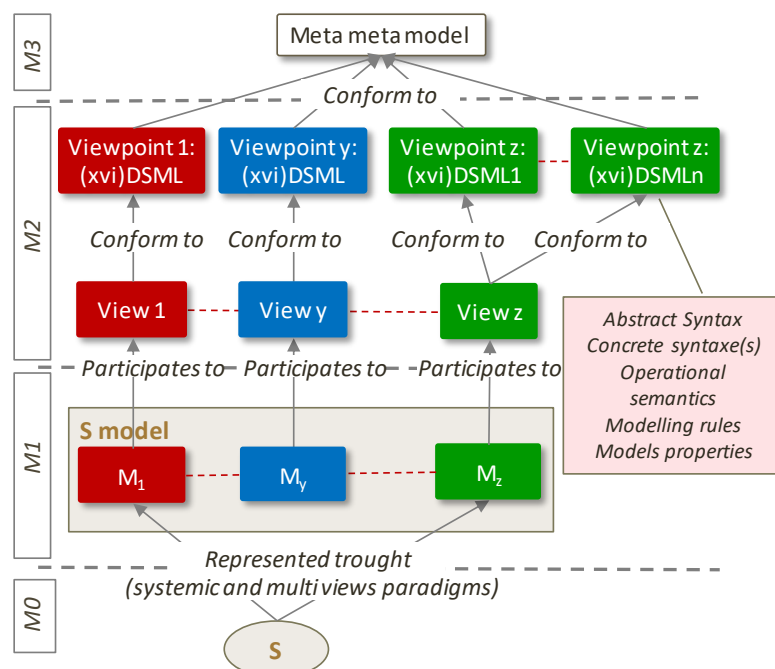 M3
Meta meta model
Conform to
M2
Viewpoint 1:
(xvi)DSML
Viewpoint y:
(xvi)DSML
Viewpoint z:
(xvi)DSML1
Viewpoint z:
(xvi)DSMLn
Conform to
Conform to
Conform to
Conform to
View 1
View y
View z
Abstract Syntax
Concrete syntaxe(s)
Operational
semantics
Modelling rules
Models properties
Participates to
Participates to
Participates to
M1
S model
M1
My
Mz
Represented trought
(systemic and multi views paradigms)
M0
S